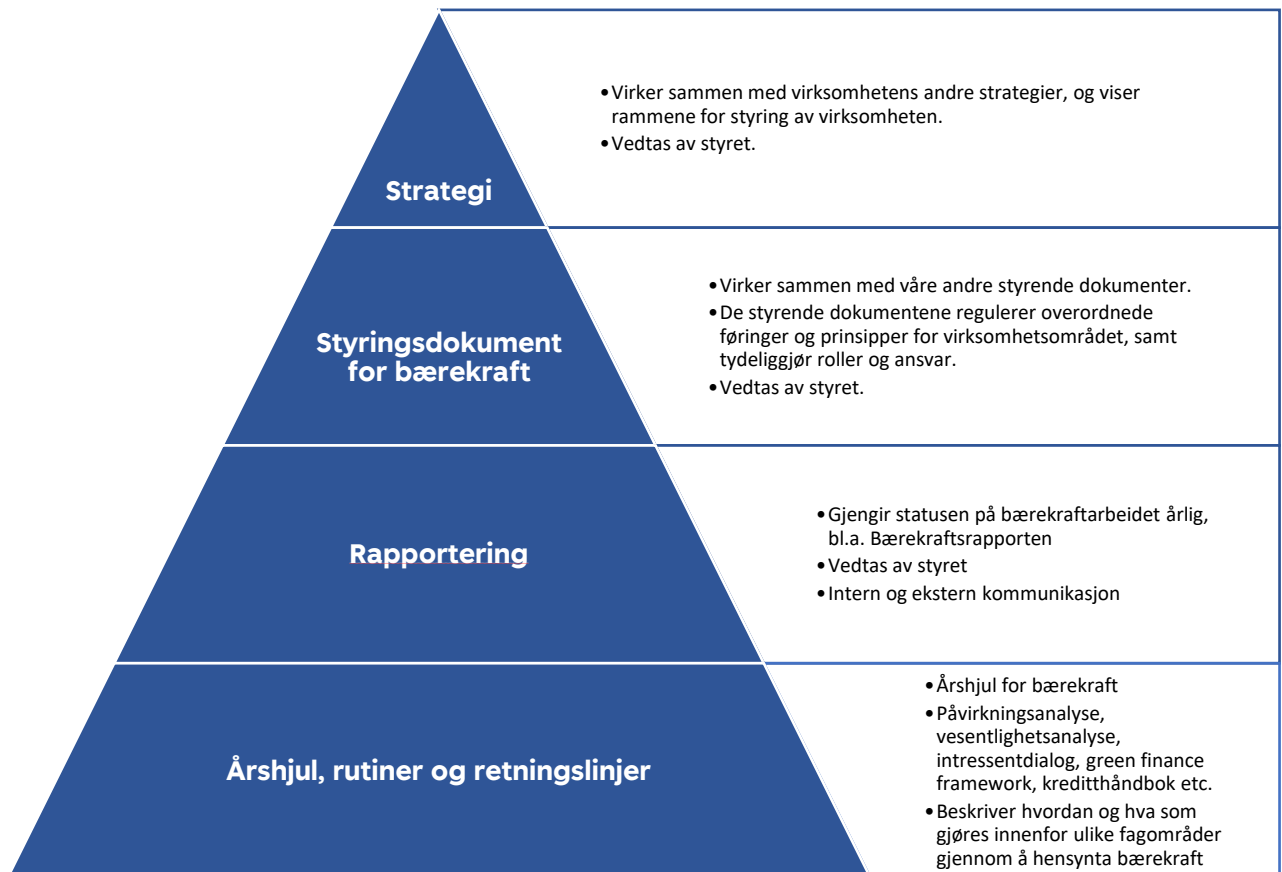 •Virker sammen med virksomhetens andre strategier, og viser
rammene for styring av virksomheten.
•Vedtas av styret.
Strategi
•Virker sammen med våre andre styrende dokumenter.
•De styrende dokumentene regulerer overordnede
føringer og prinsipper for virksomhetsområdet, samt
tydeliggjør roller og ansvar.
•Vedtas av styret.
Styringsdokument
for bærekraft
•Gjengir statusen på bærekraftarbeidet årlig,
bl.a. Bærekraftsrapporten
•Vedtas av styret
•Intern og ekstern kommunikasjon
Rapportering
•Årshjul for bærekraft
•Påvirkningsanalyse,
vesentlighetsanalyse,
intressentdialog, green finance
framework, kreditthåndbok etc.
•Beskriver hvordan og hva som
gjøres innenfor ulike fagområder
gjennom å hensynta bærekraft
Årshjul, rutiner og retningslinjer